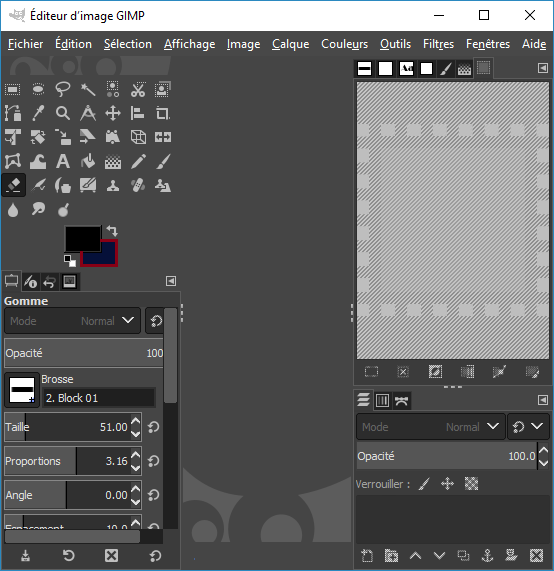 Éditeur d'image GIMP
Fichier Édition Sélection Affichage Image Calque Couleurs Outils Filtres Fenêtres Aide
Aa
A
Gomme
Mode Normal
Opacité 100
Brosse
2. Block 01
Taille 51.00
Proportions 3.16
Angle 0.00
Espacement 10.0
Mode Normal
Opacité 100.0
Verrouiller :